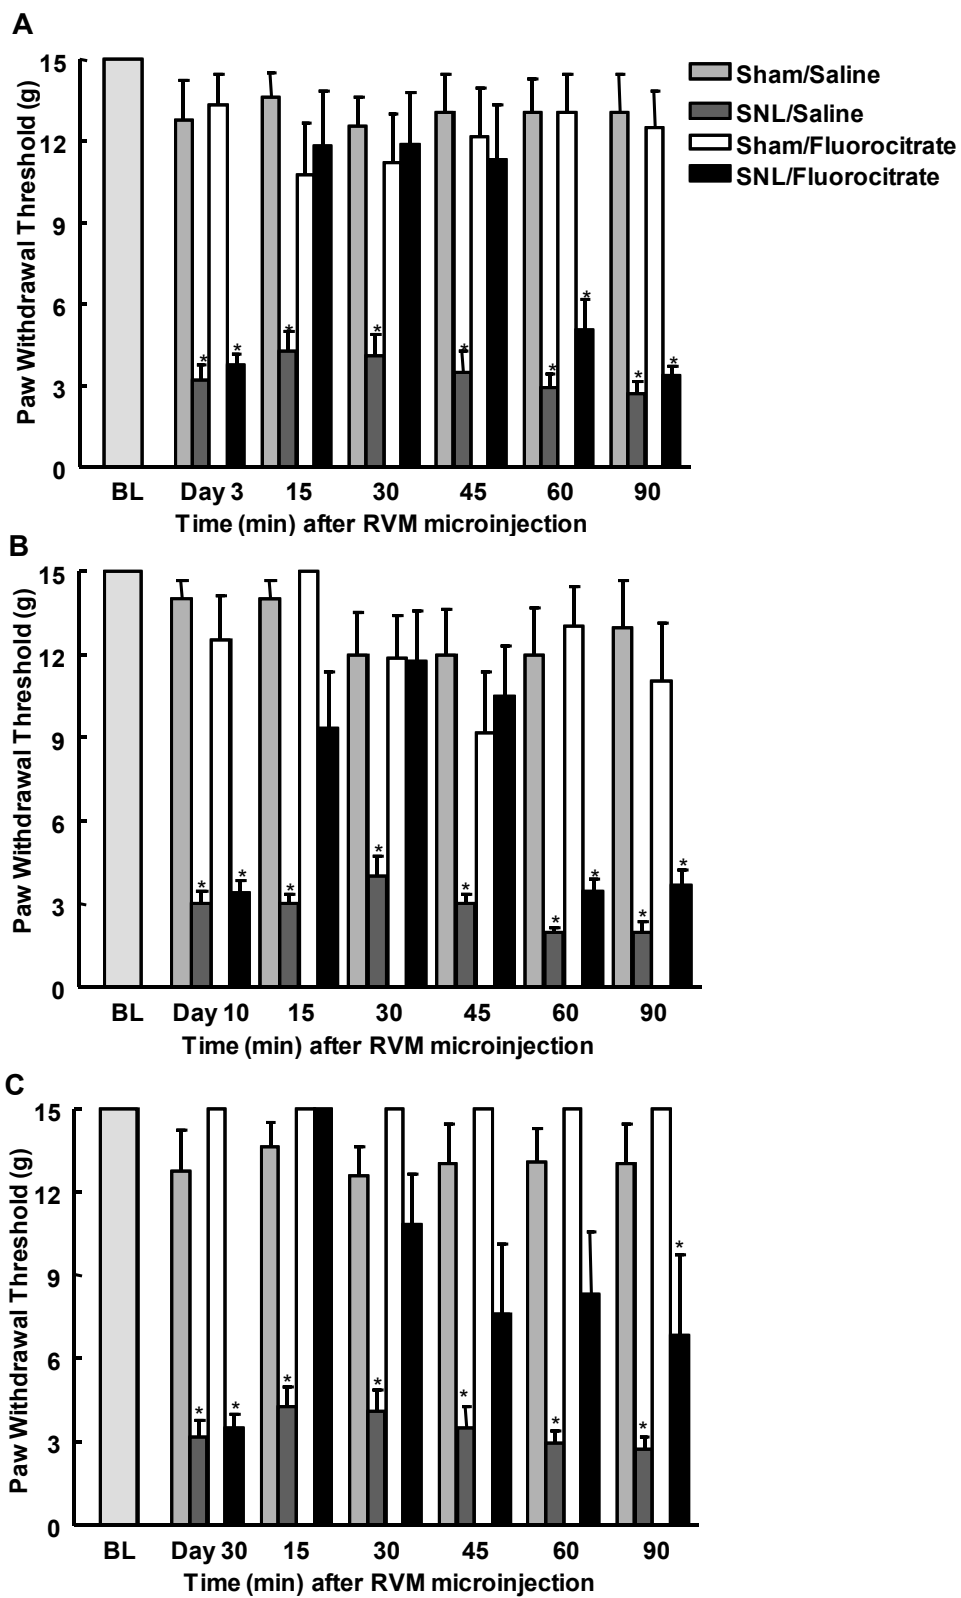 A
Paw Withdrawal Threshold (g)
15
12
9
6
3
0
Sham/Saline
SNL/Saline
Sham/Fluorocitrate
SNL/Fluorocitrate
* * * * * * * * *
BL Day 3 15 30 45 60 90
Time (min) after RVM microinjection
B
Paw Withdrawal Threshold (g)
15
12
9
6
3
0
* * * * * * * * *
BL Day 10 15 30 45 60 90
Time (min) after RVM microinjection
C
Paw Withdrawal Threshold (g)
15
12
9
6
3
0
* * * * * * * *
BL Day 30 15 30 45 60 90
Time (min) after RVM microinjection